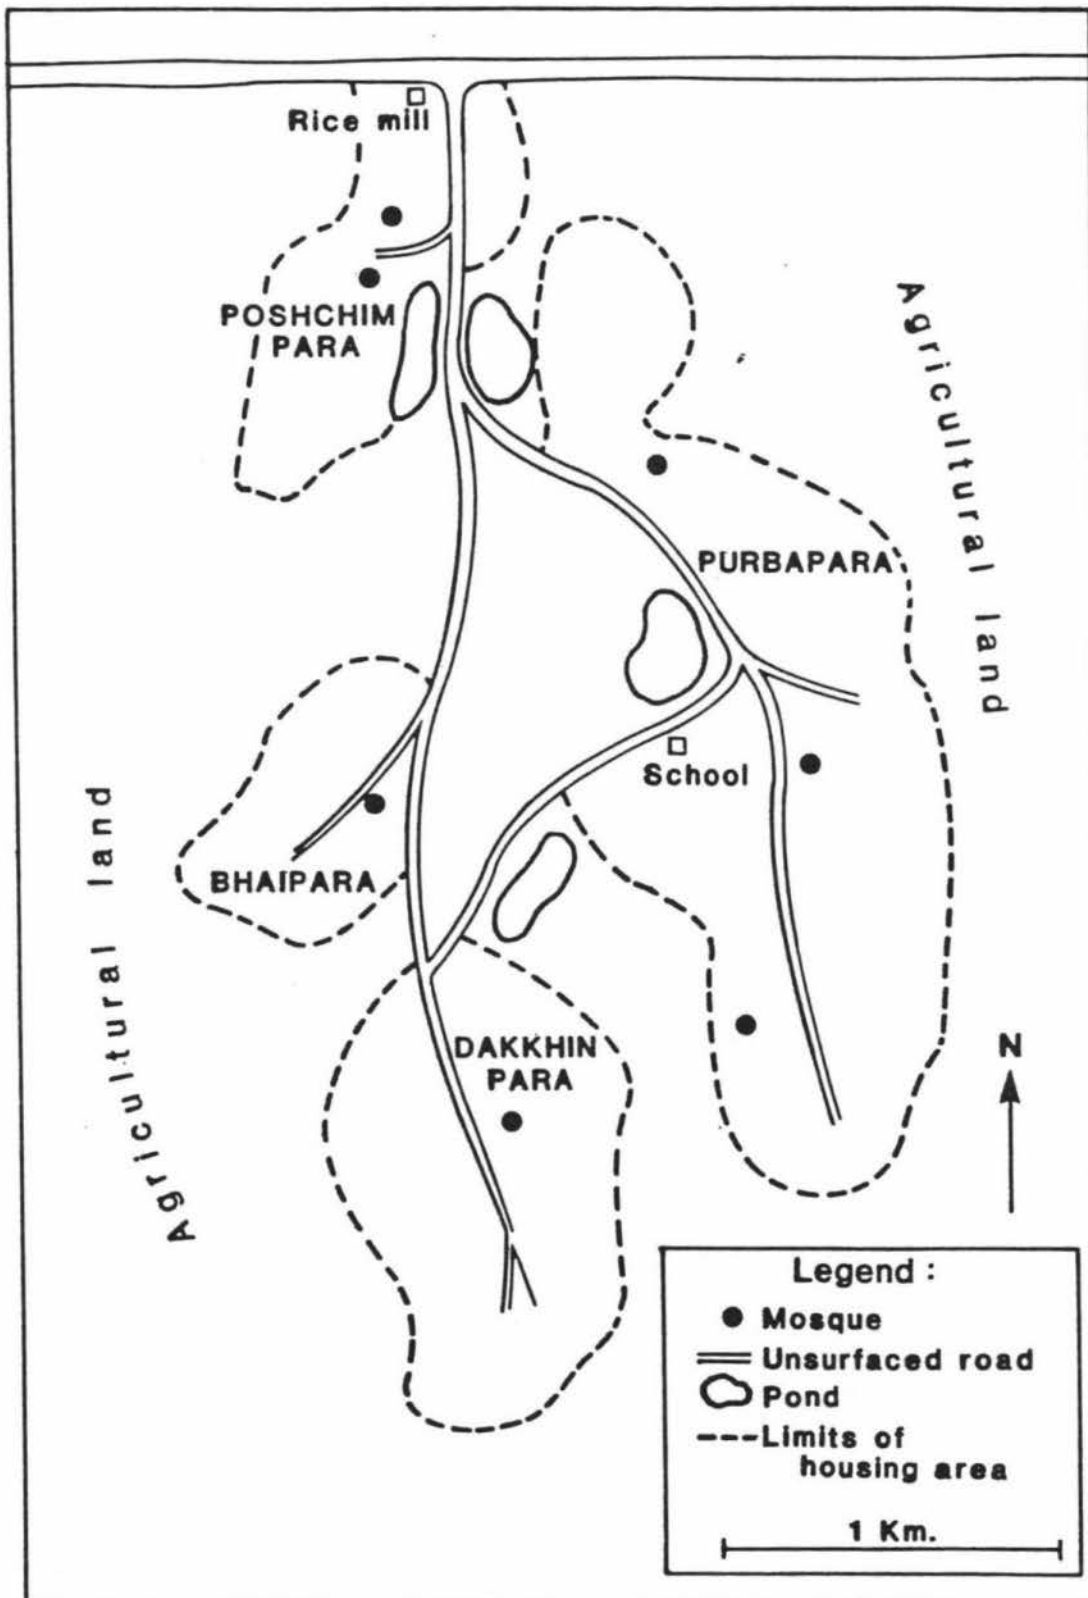 Rice mill
POSHCHIM
PARA
Agricultural land
PURBAPARA
School
BHAIPARA
Agricultural land
DAKKHIN
PARA
N
Legend :
Mosque
Unsurfaced road
Pond
Limits of
housing area
1 Km.